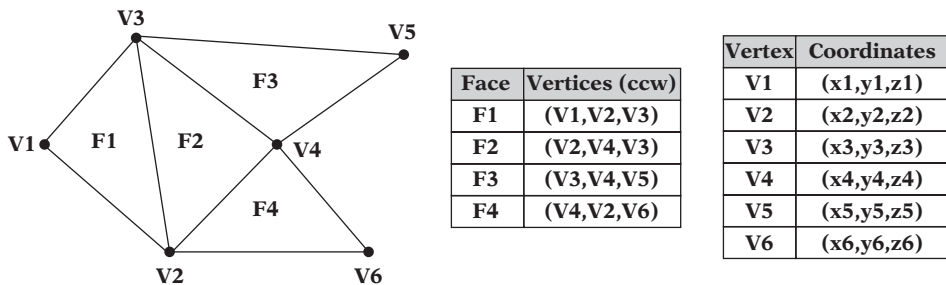 V3
V5
F3
V1
F1
F2
V4
F4
V2
V6
Face Vertices (ccw)
F1 (V1,V2,V3)
F2 (V2,V4,V3)
F3 (V3,V4,V5)
F4 (V4,V2,V6)
Vertex Coordinates
V1 (x1,y1,z1)
V2 (x2,y2,z2)
V3 (x3,y3,z3)
V4 (x4,y4,z4)
V5 (x5,y5,z5)
V6 (x6,y6,z6)